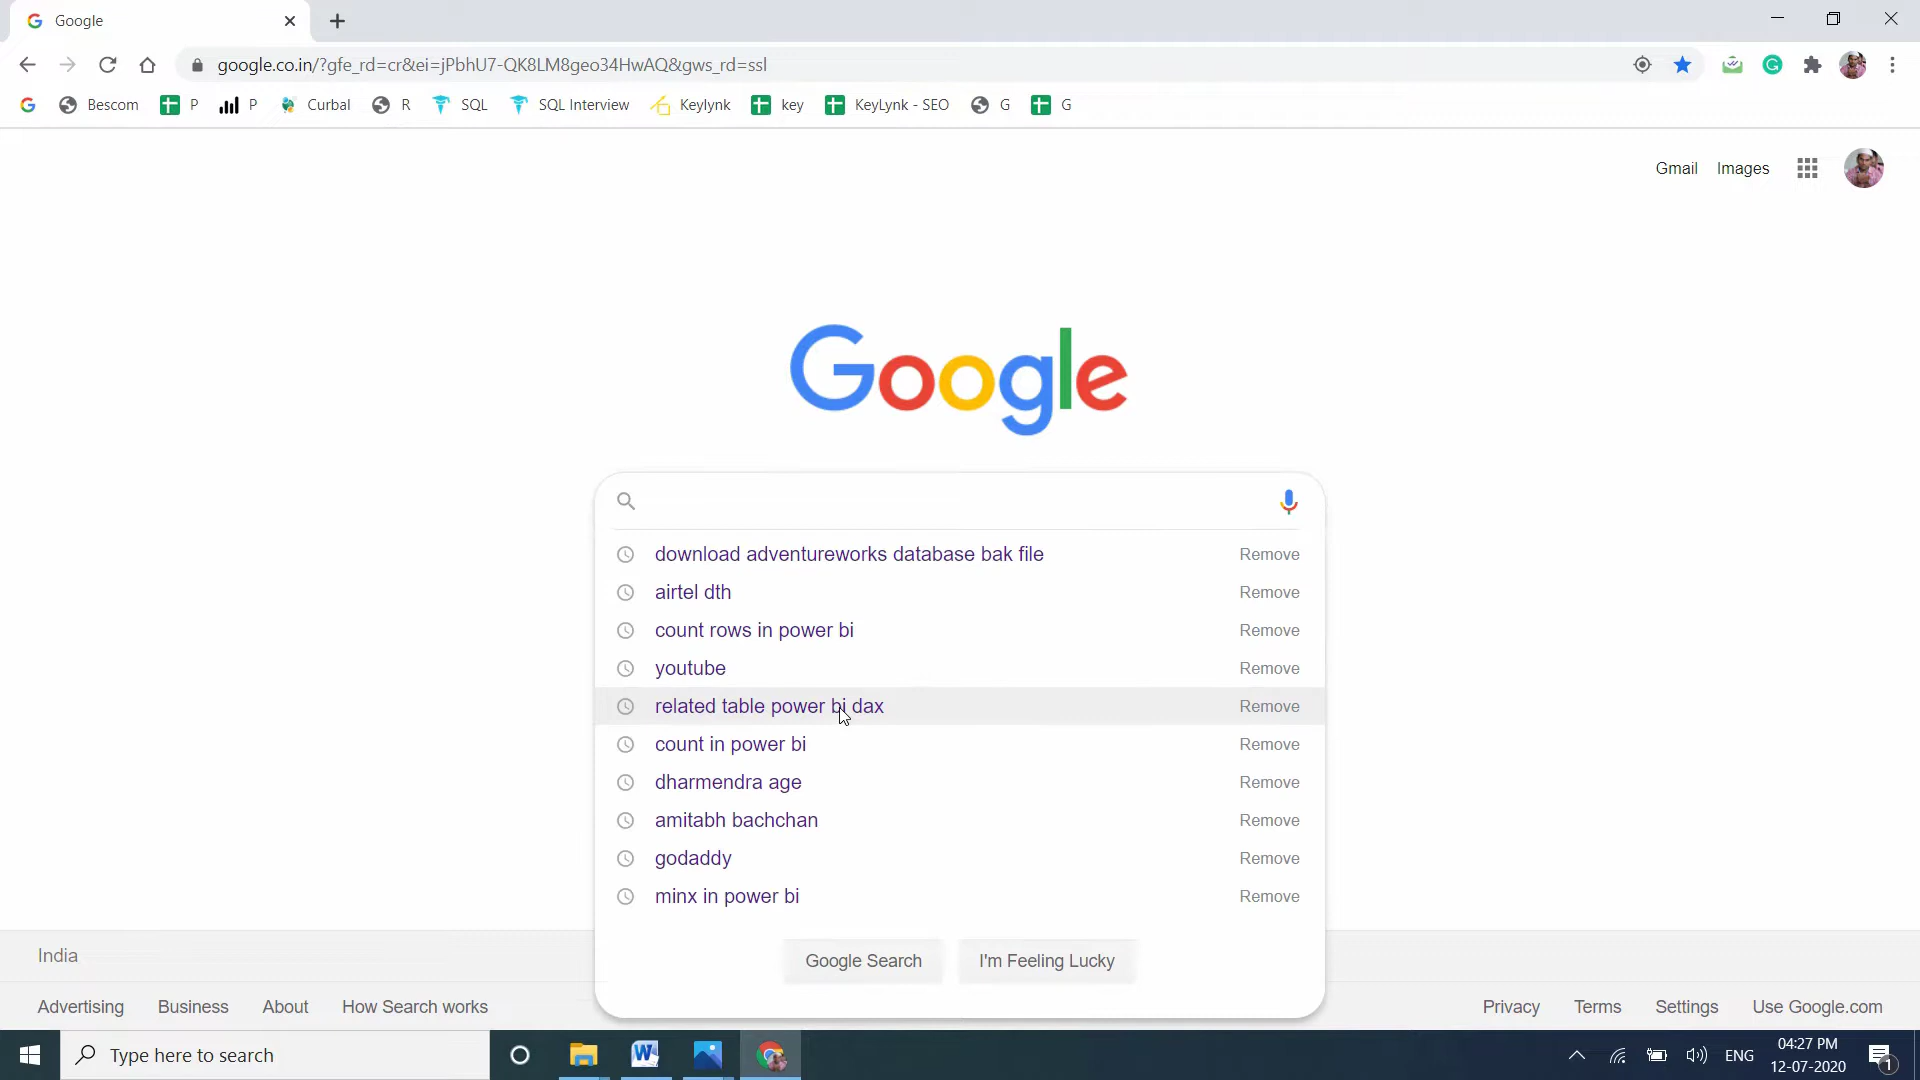 Google
google.co.in/?gfe_rd=cr&ei=jPbhU7-QK8LM8geo34HwAQ&gws_rd=ssl
Bescom P P Curbal R SQL SQL Interview Keylynk key KeyLynk - SEO G G
Gmail Images
Google
download adventureworks database bak file Remove
airtel dth Remove
count rows in power bi Remove
youtube Remove
related table power bi dax Remove
count in power bi Remove
dharmendra age Remove
amitabh bachchan Remove
godaddy Remove
minx in power bi Remove
Google Search I'm Feeling Lucky
India
Advertising Business About How Search works Privacy Terms Settings Use Google.com
Type here to search ENG 04:27 PM
12-07-2020 1